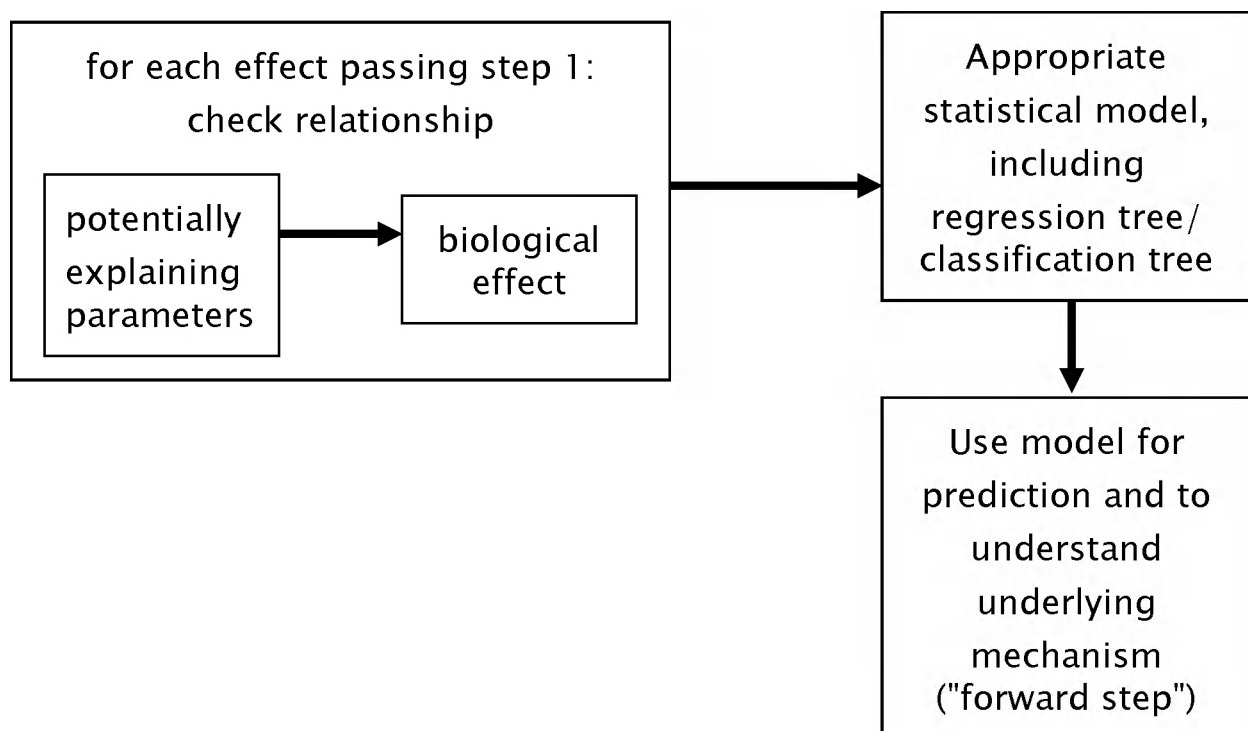 for each effect passing step 1:
check relationship
potentially
explaining
parameters
biological
effect
Appropriate
statistical model,
including
regression tree/
classification tree
Use model for
prediction and to
understand
underlying
mechanism
("forward step")